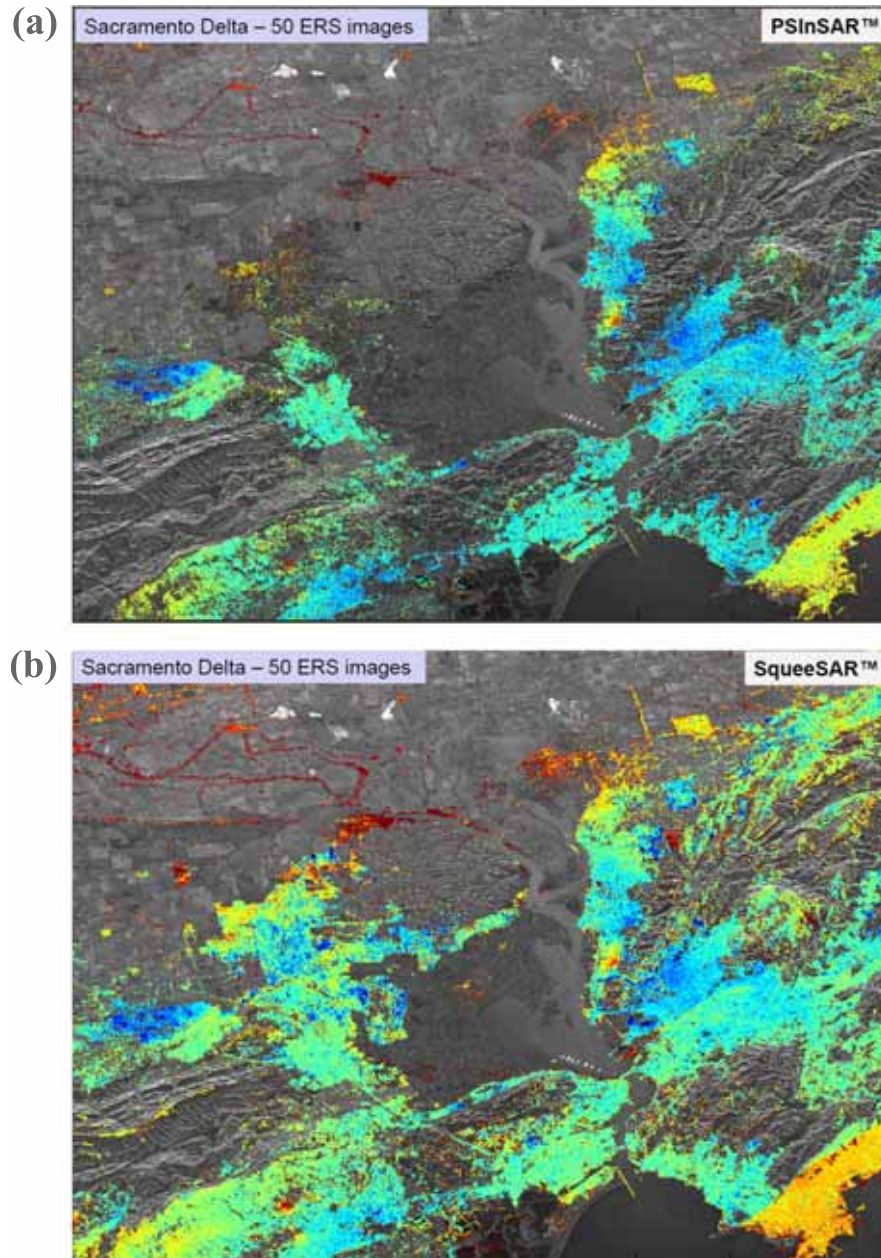 (a)
Sacramento Delta – 50 ERS images
PSInSAR™
(b)
Sacramento Delta – 50 ERS images
SqueeSAR™